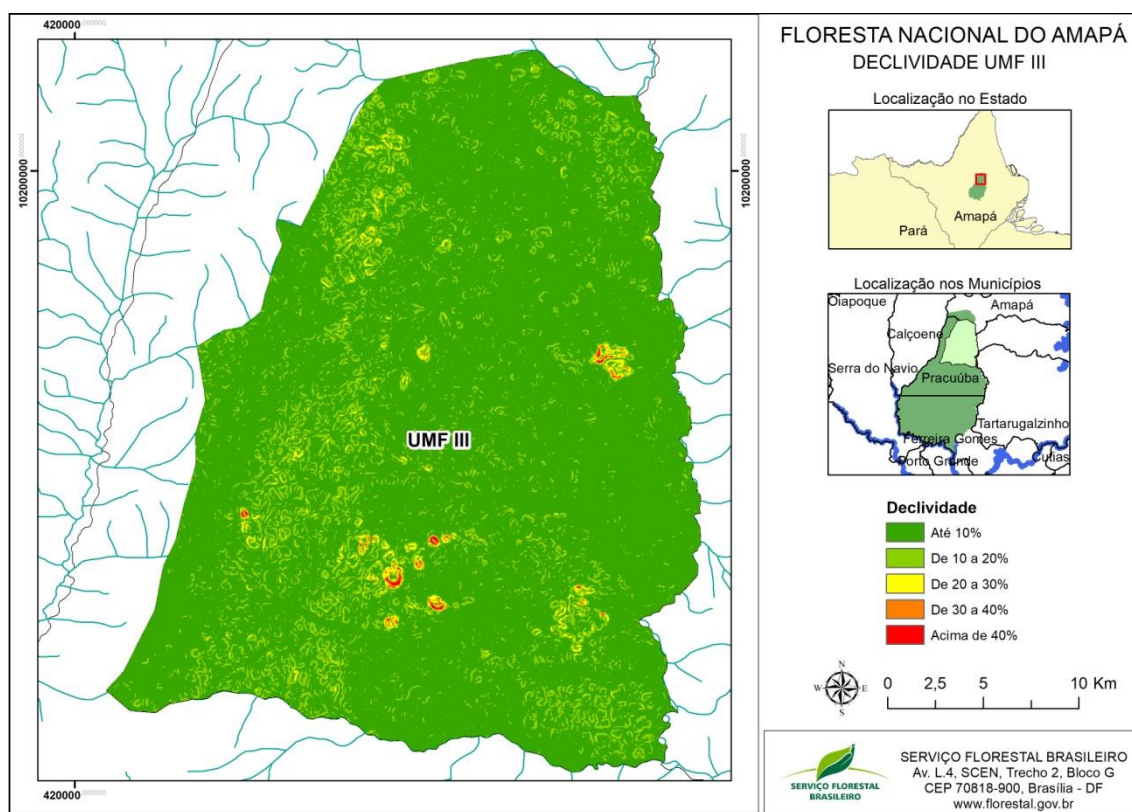 420000
000000
10200000
000000
10200000
000000
UMF III
420000
000000
FLORESTA NACIONAL DO AMAPÁ
DECLIVIDADE UMF III
Localização no Estado
Amapá
Pará
Localização nos Municípios
Oiapoque
Amapá
Calçoene
Serra do Navio
Pracuúba
Tartarugalzinho
Ferreira Gomes
Porto Grande
Cutias
Declividade
Até 10%
De 10 a 20%
De 20 a 30%
De 30 a 40%
Acima de 40%
N
W E
S
0 2,5 5 10 Km
SERVIÇO FLORESTAL
BRASILEIRO
SERVIÇO FLORESTAL BRASILEIRO
Av. L.4, SCEN, Trecho 2, Bloco G
CEP 70818-900, Brasília - DF
www.florestal.gov.br